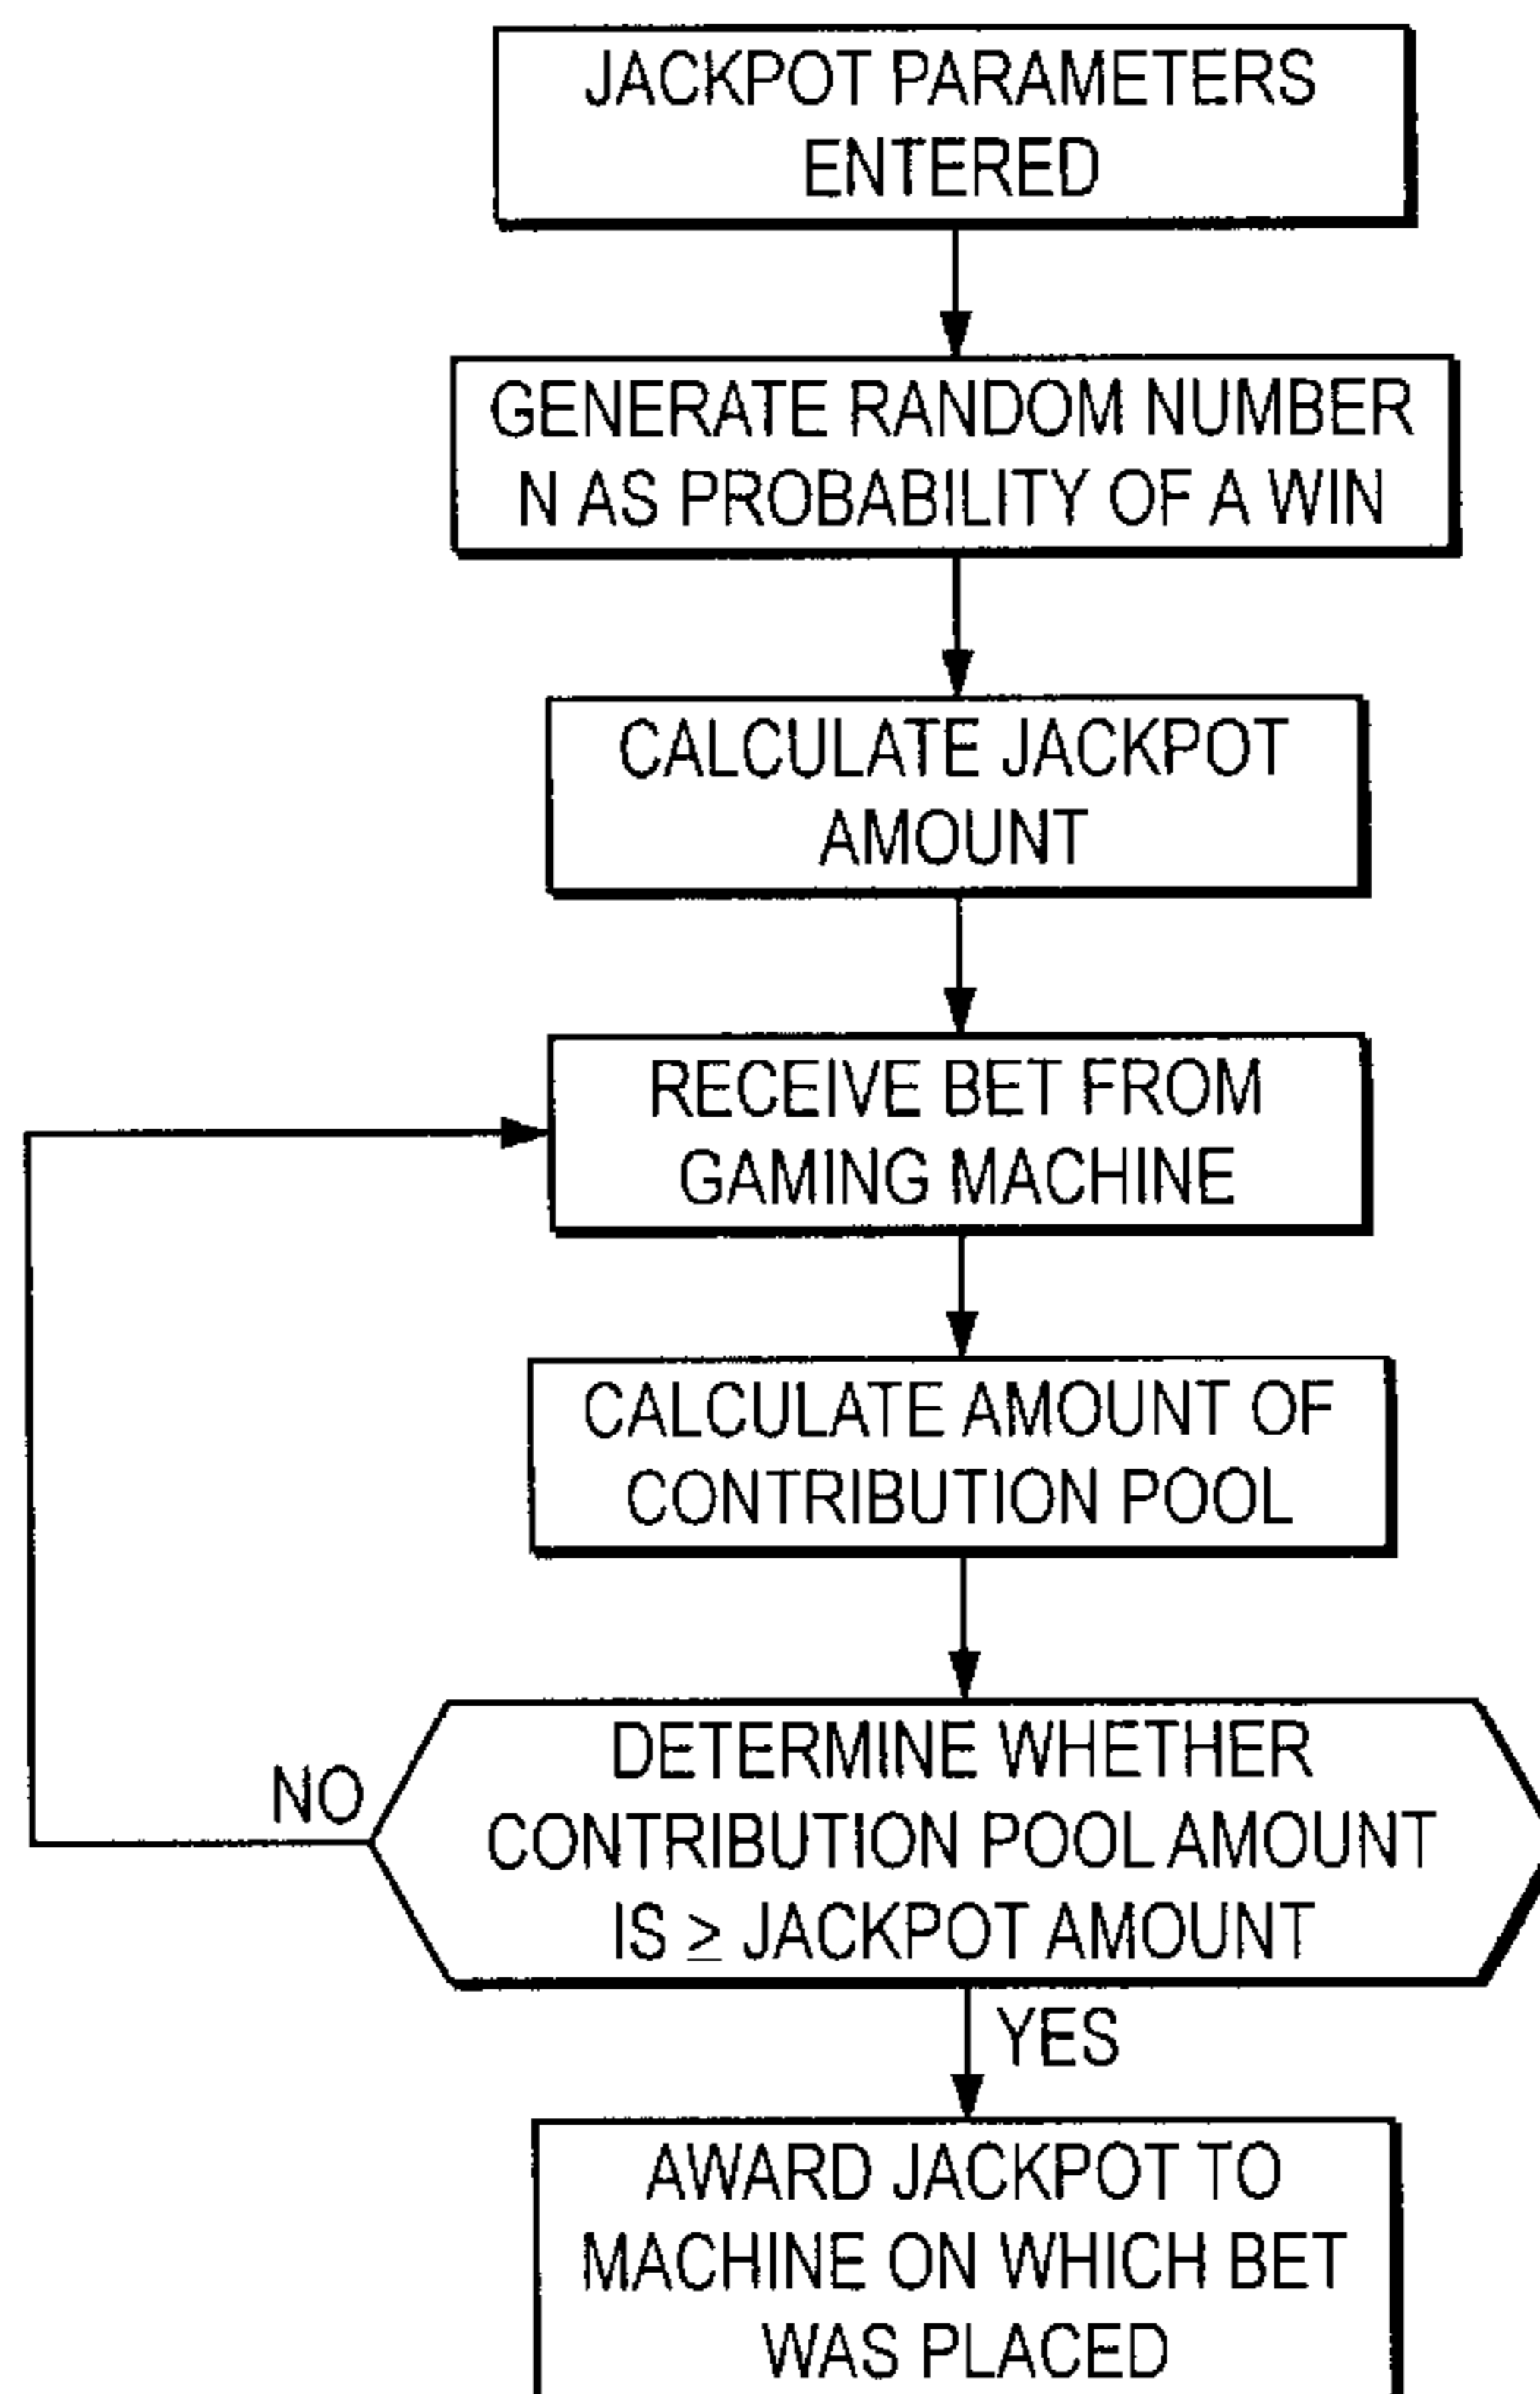 JACKPOT PARAMETERS
ENTERED
GENERATE RANDOM NUMBER
N AS PROBABILITY OF A WIN
CALCULATE JACKPOT
AMOUNT
RECEIVE BET FROM
GAMING MACHINE
CALCULATE AMOUNT OF
CONTRIBUTION POOL
DETERMINE WHETHER
CONTRIBUTION POOL AMOUNT
IS ≥ JACKPOT AMOUNT
NO
YES
AWARD JACKPOT TO
MACHINE ON WHICH BET
WAS PLACED